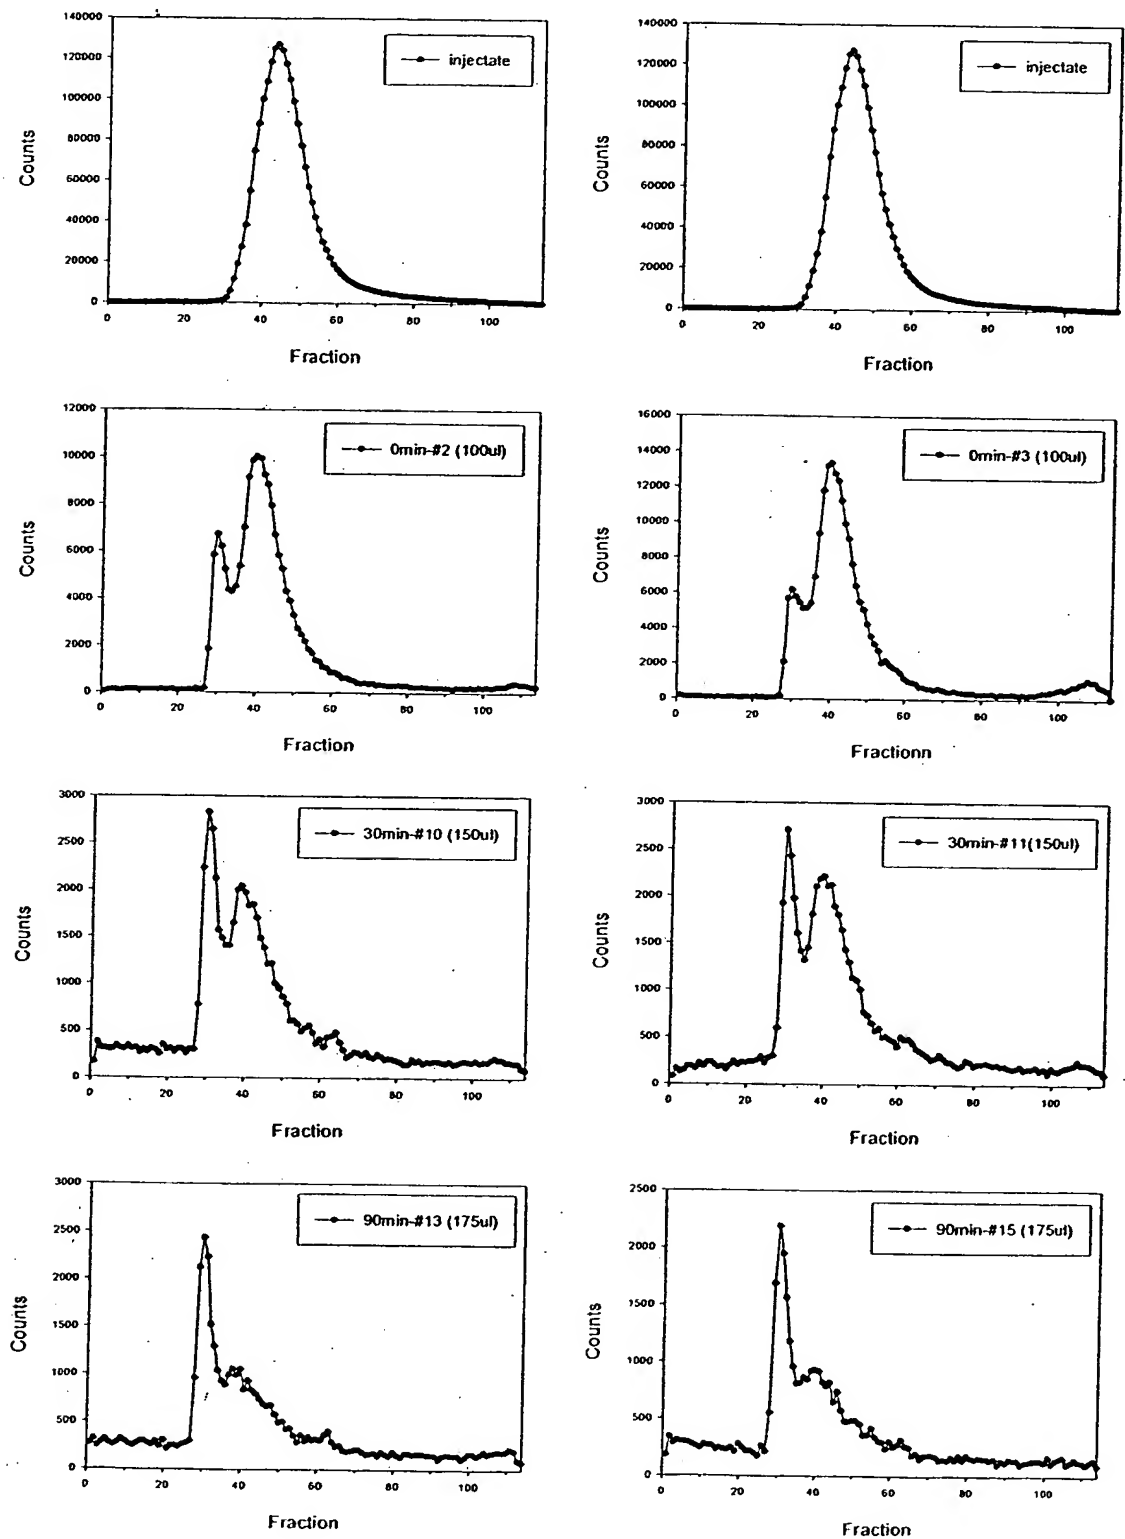 140000
120000
100000
80000
60000
40000
20000
0
Counts
injectate
0 20 40 60 80 100
Fraction
140000
120000
100000
80000
60000
40000
20000
0
Counts
injectate
0 20 40 60 80 100
Fraction
12000
10000
8000
6000
4000
2000
0
Counts
0min-#2 (100ul)
0 20 40 60 80 100
Fraction
16000
14000
12000
10000
8000
6000
4000
2000
0
Counts
0min-#3 (100ul)
0 20 40 60 80 100
Fractionn
3000
2500
2000
1500
1000
500
0
Counts
30min-#10 (150ul)
0 20 40 60 80 100
Fraction
3000
2500
2000
1500
1000
500
0
Counts
30min-#11(150ul)
0 20 40 60 80 100
Fraction
3000
2500
2000
1500
1000
500
0
Counts
90min-#13 (175ul)
0 20 40 60 80 100
Fraction
2500
2000
1500
1000
500
0
Counts
90min-#15 (175ul)
0 20 40 60 80 100
Fraction